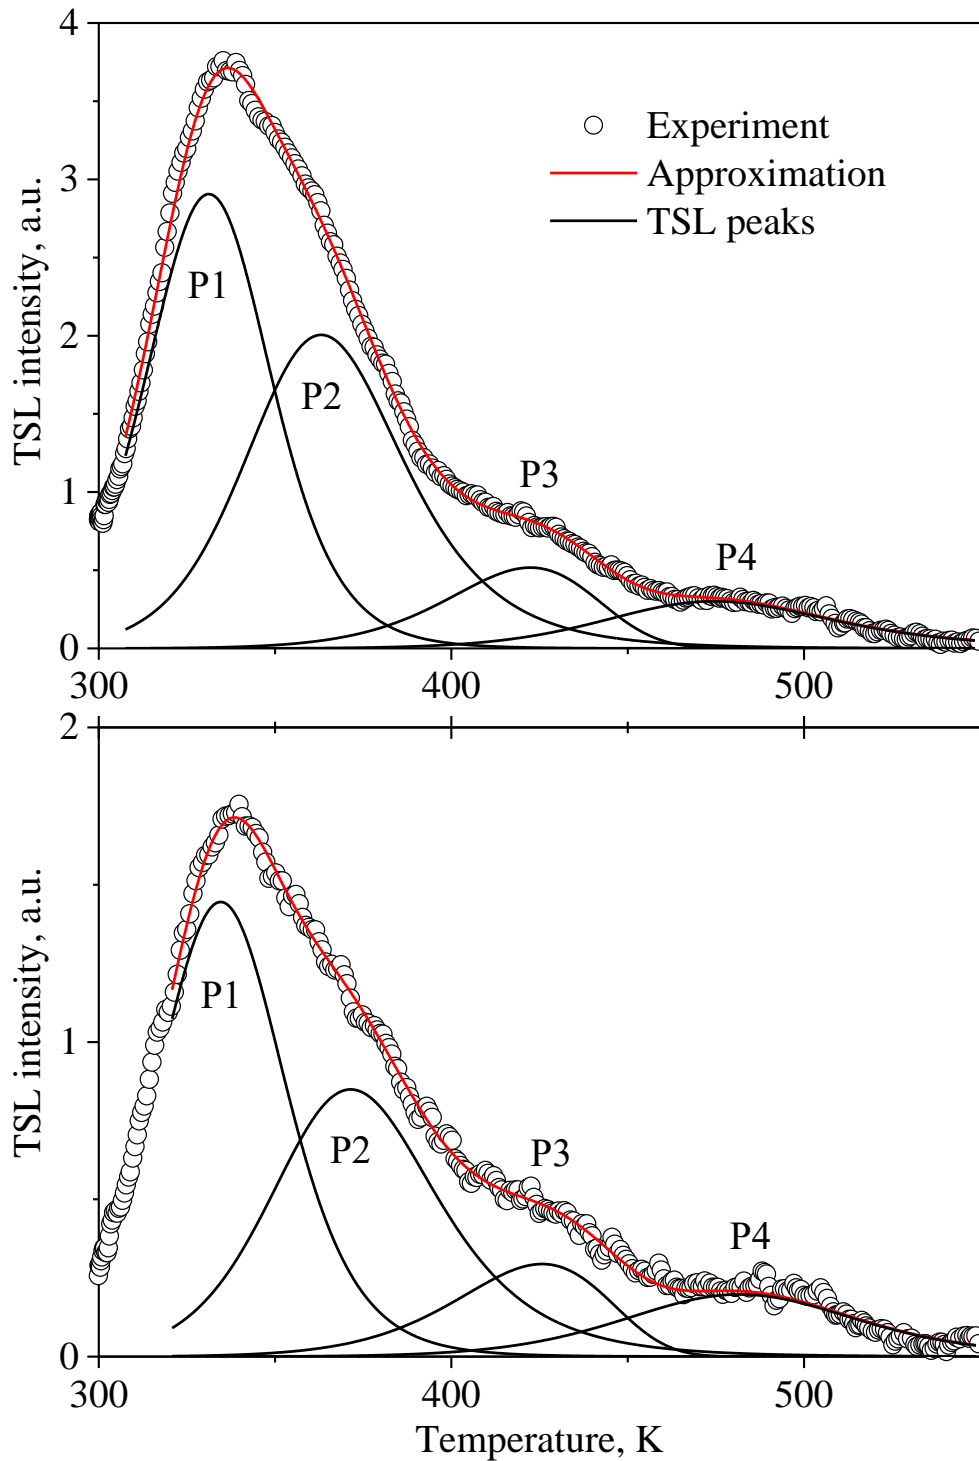 4
3
2
1
0
TSL intensity, a.u.
Experiment
Approximation
TSL peaks
P1
P2
P3
P4
300
400
500
2
1
0
TSL intensity, a.u.
P1
P2
P3
P4
300
400
500
Temperature, K